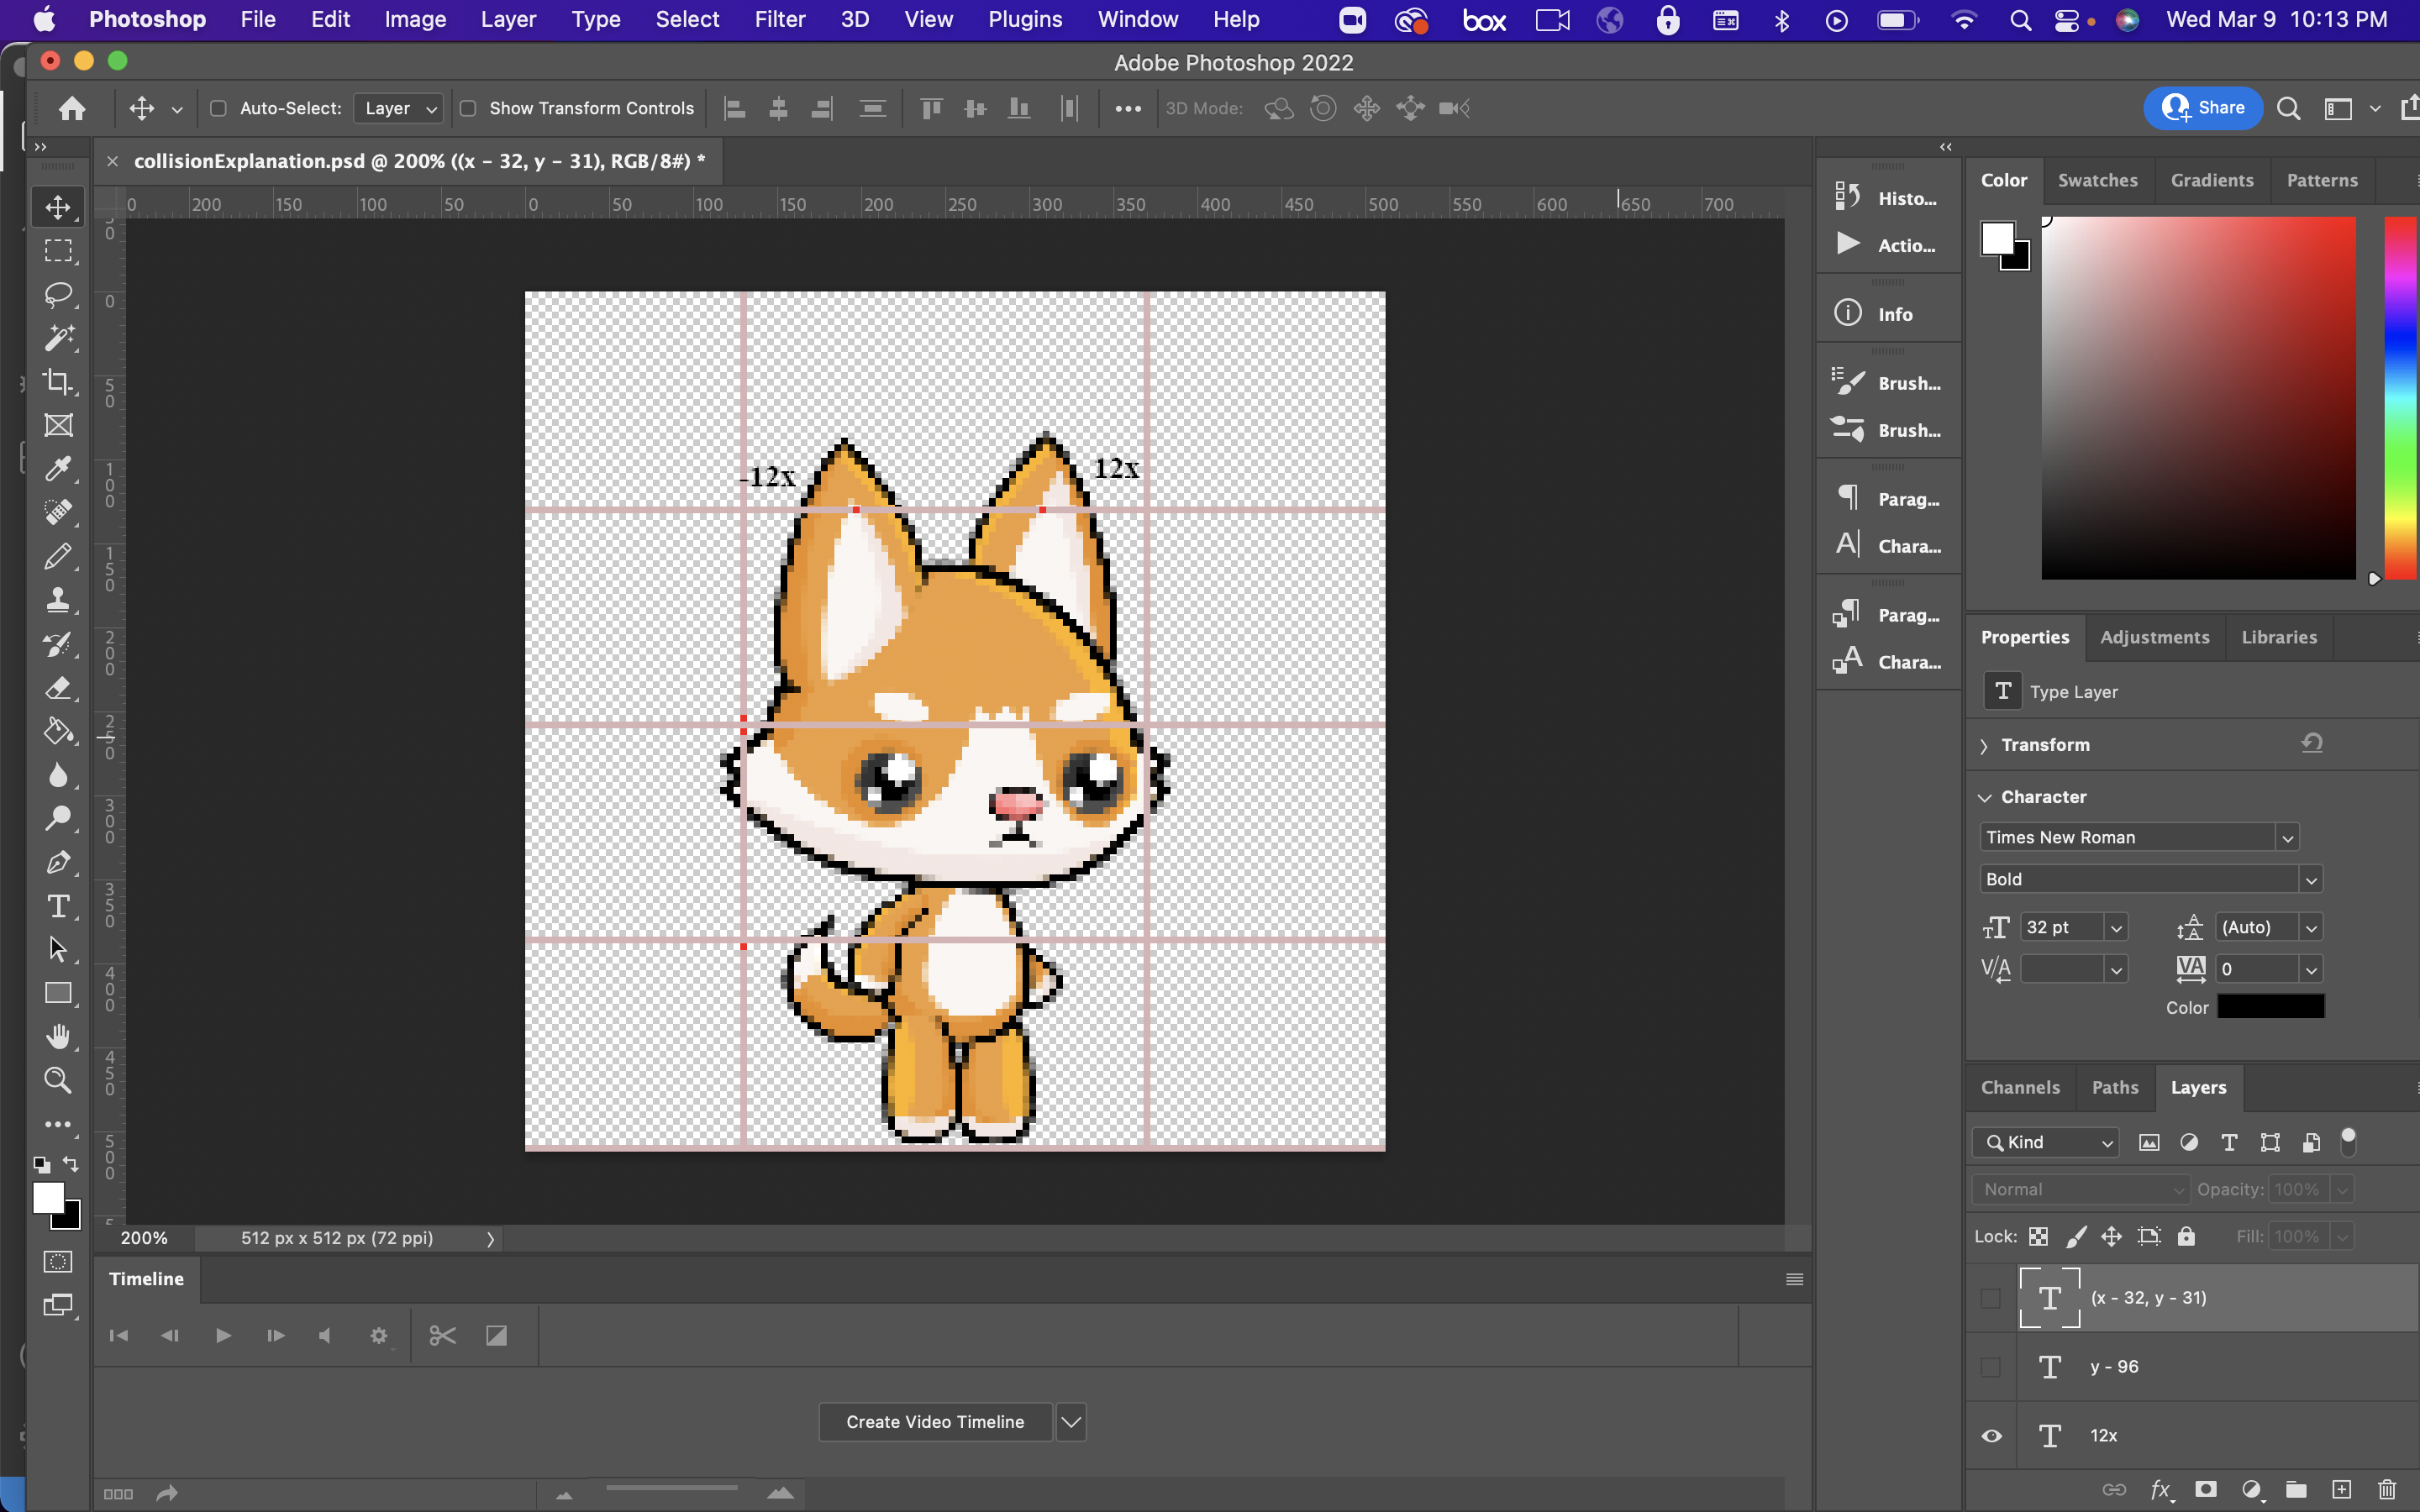 Photoshop File Edit Image Layer Type Select Filter 3D View Plugins Window Help box Wed Mar 9 10:13 PM
Adobe Photoshop 2022
Auto-Select: Layer Show Transform Controls 3D Mode: Share
collisionExplanation.psd @ 200% ((x - 32, y - 31), RGB/8#) *
0 200 150 100 50 0 50 100 150 200 250 300 350 400 450 500 550 600 650 700
0
0
50
100
150
200
250
300
350
400
450
500
-12x
12x
Histo...
Actio...
Info
Brush...
Brush...
Parag...
Chara...
Parag...
Chara...
Color Swatches Gradients Patterns
Properties Adjustments Libraries
Type Layer
Transform
Character
Times New Roman
Bold
32 pt (Auto)
0
Color
Channels Paths Layers
Kind
Normal Opacity: 100%
Lock: Fill: 100%
(x - 32, y - 31)
y - 96
12x
fx
200% 512 px x 512 px (72 ppi)
Timeline
Create Video Timeline